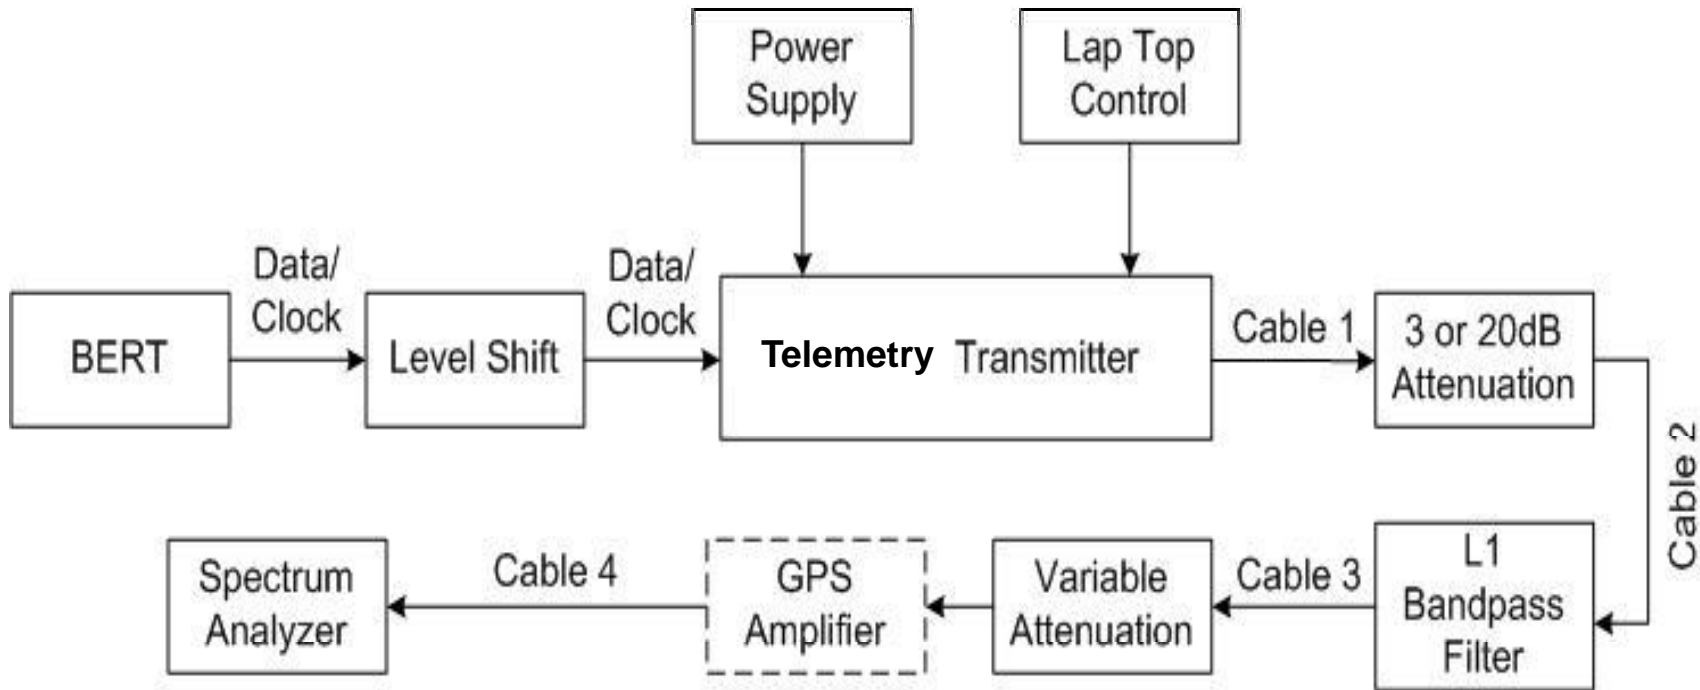 Power
Supply
Lap Top
Control
Data/
Clock
Data/
Clock
BERT
Level Shift
Telemetry Transmitter
Cable 1
3 or 20dB
Attenuation
Cable 2
Spectrum
Analyzer
Cable 4
GPS
Amplifier
Variable
Attenuation
Cable 3
L1
Bandpass
Filter